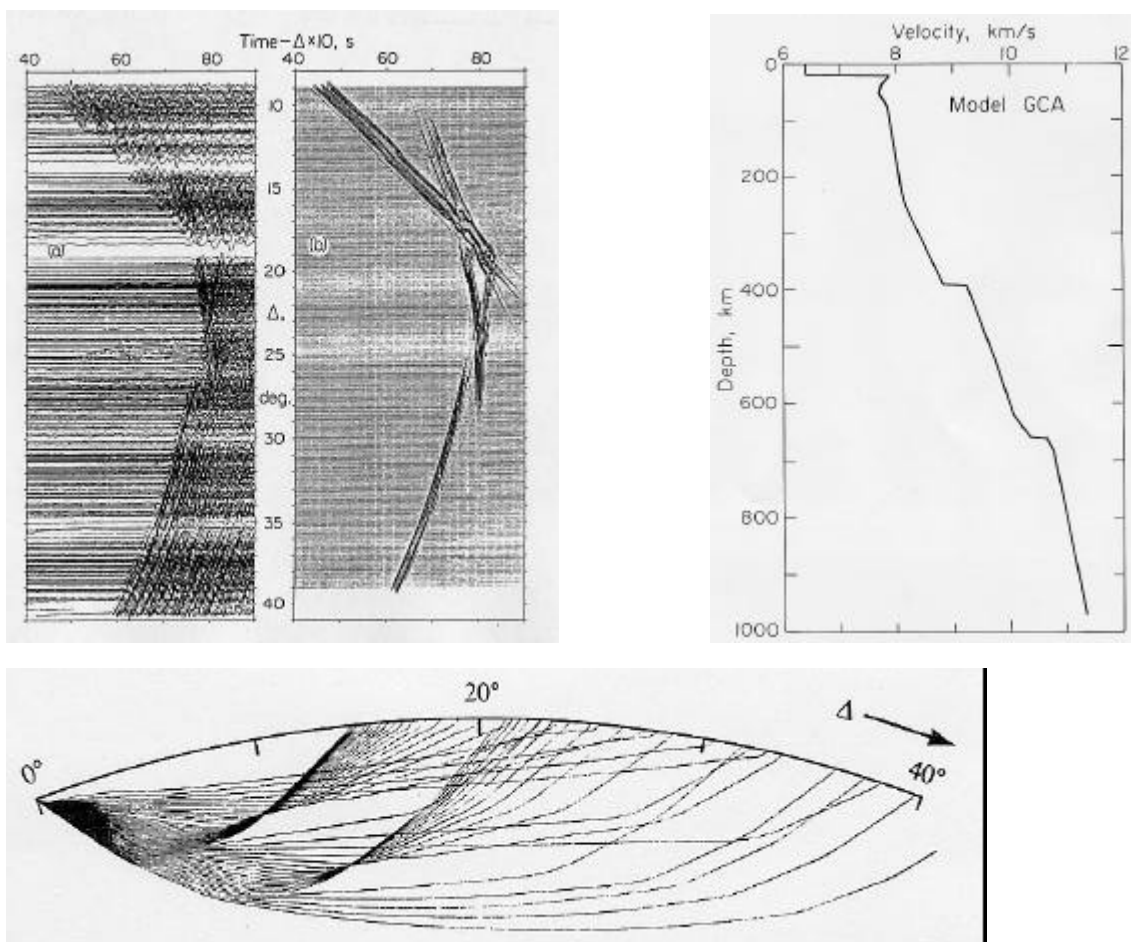 Time-Δ×10, s
40 60 80 40 60 80
10
15
(a) (b)
20
Δ,
25
deg.
30
35
40
Velocity, km/s
6 8 10 12
0
Model GCA
200
400
Depth, km
600
800
1000
0°
20°
Δ
40°